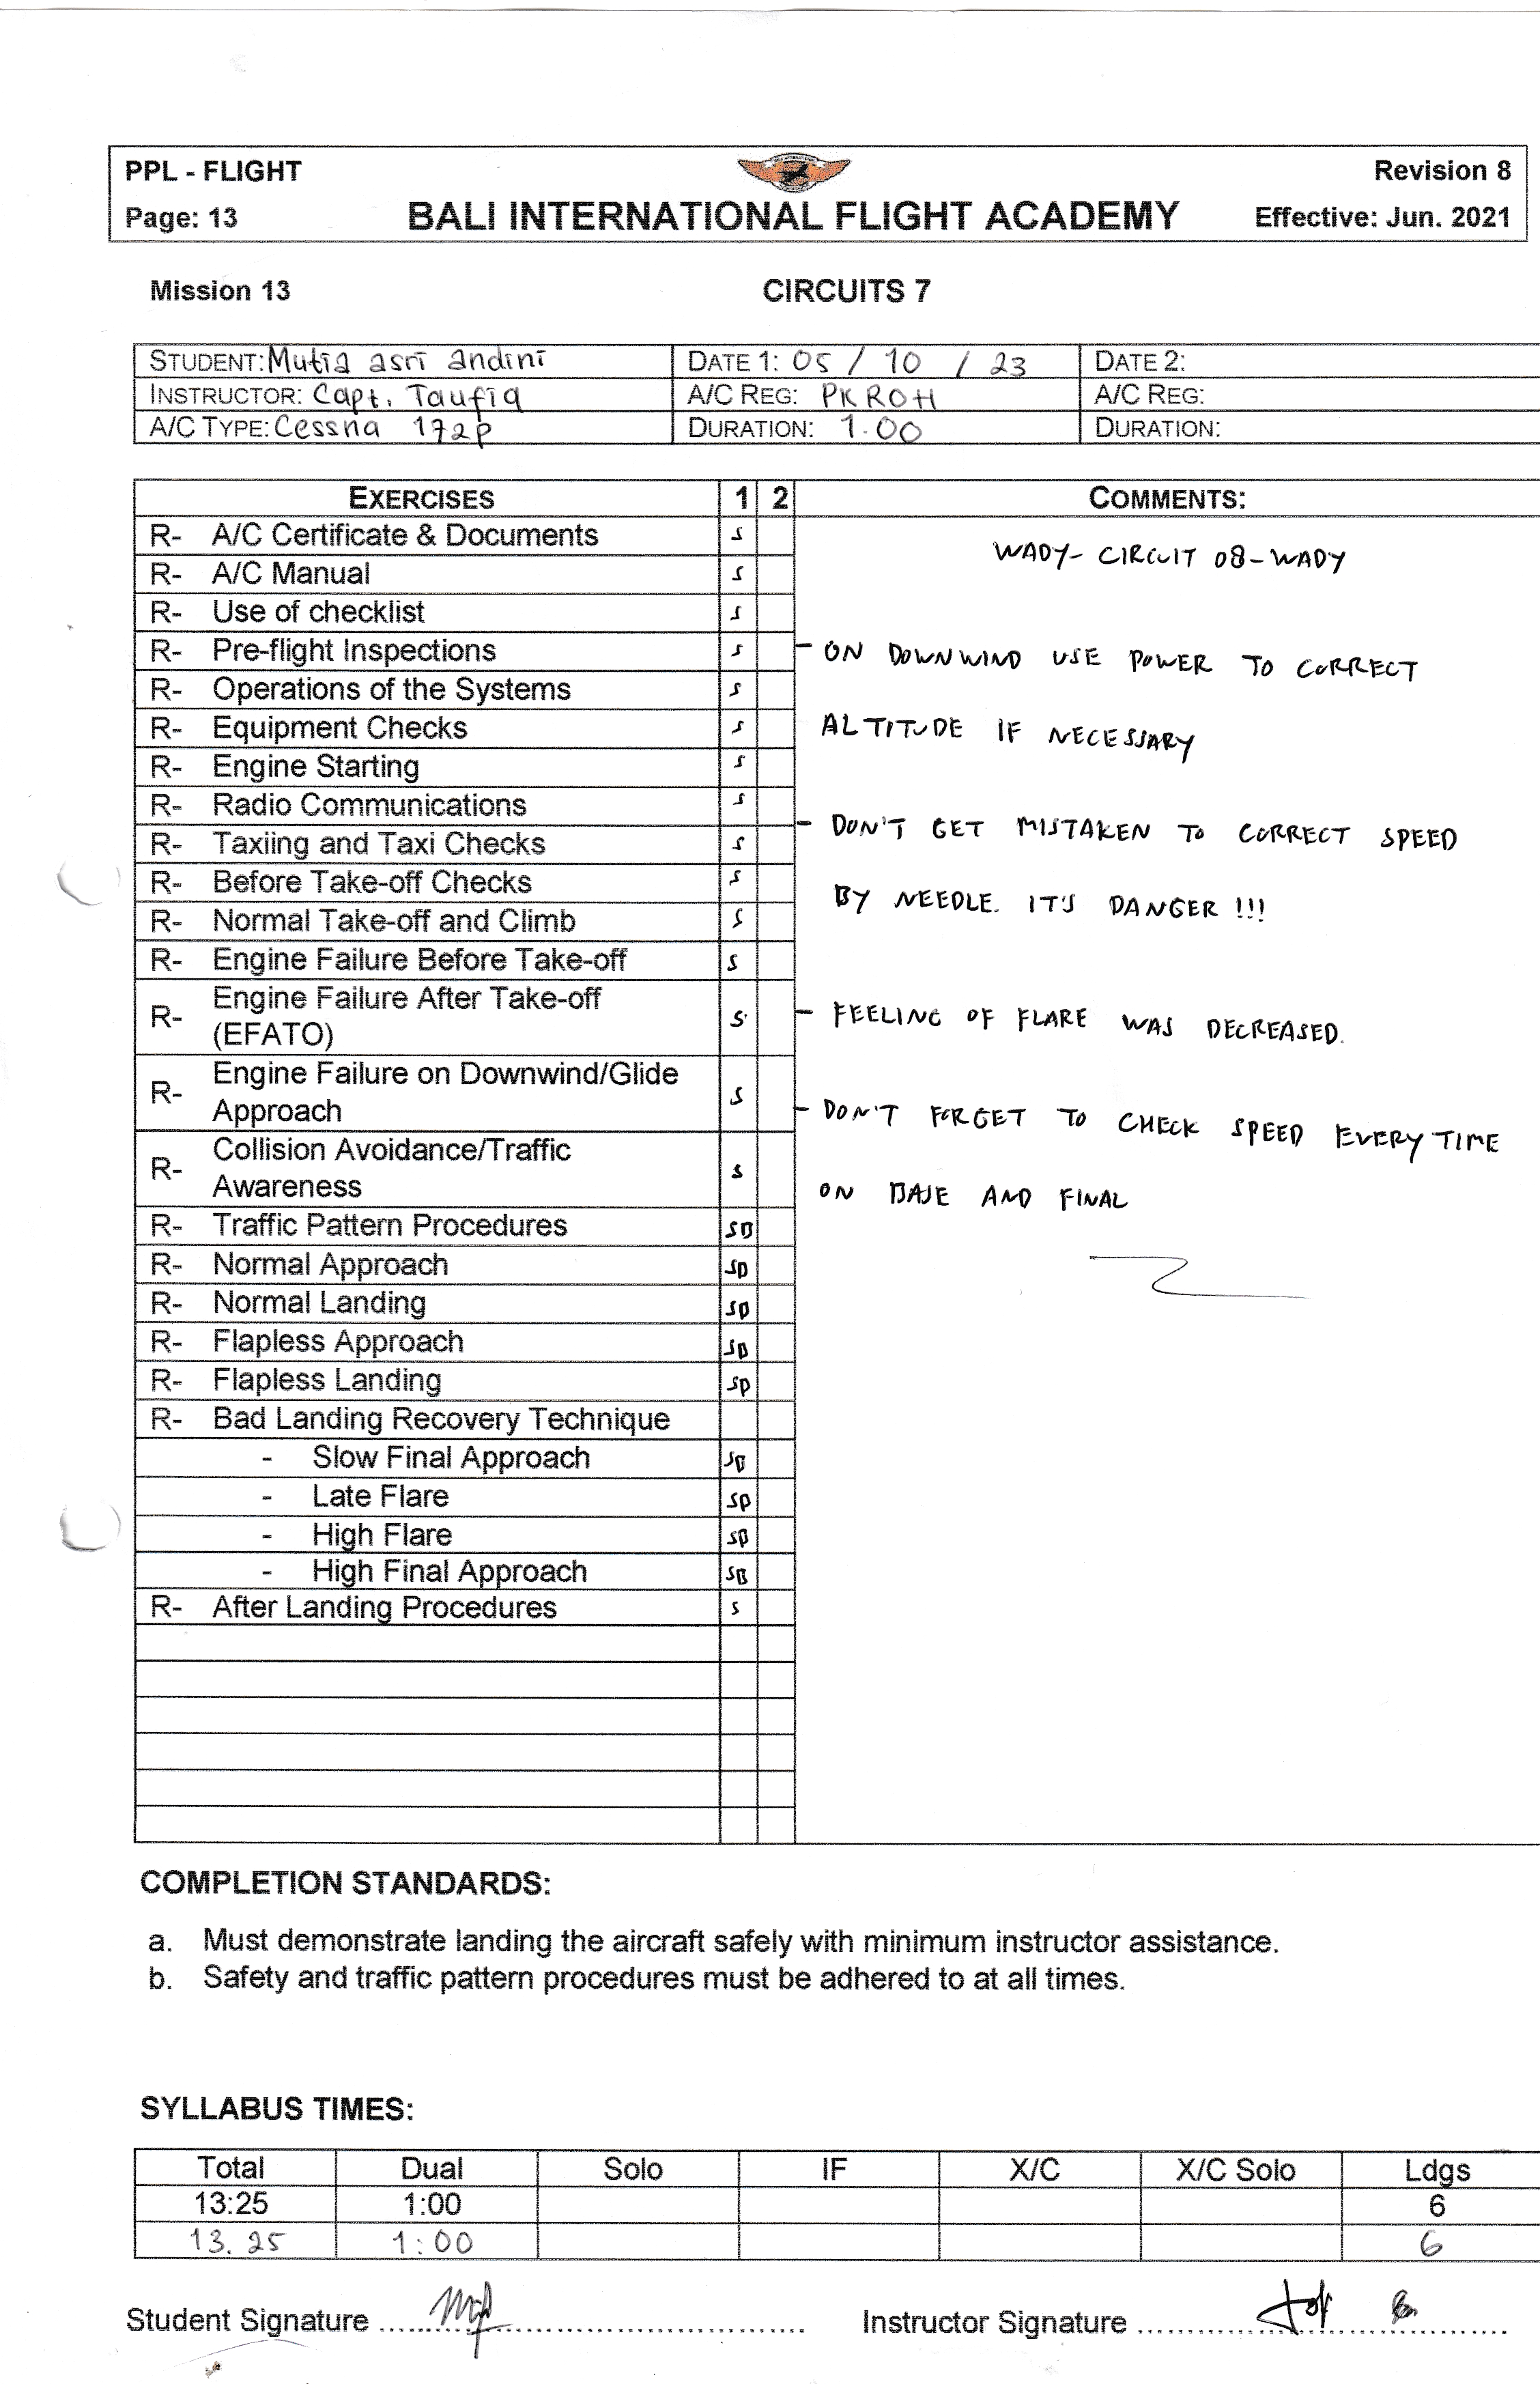 PPL - FLIGHT
Revision 8
Page: 13
BALI INTERNATIONAL FLIGHT ACADEMY
Effective: Jun. 2021
Mission 13
CIRCUITS 7
STUDENT: Mutia asri andini
DATE 1: 05 / 10 / 23
DATE 2:
INSTRUCTOR: Capt. Taufiq
A/C REG: PK ROH
A/C REG:
A/C TYPE: Cessna 172p
DURATION: 1.00
DURATION:
EXERCISES 1 2
COMMENTS:
R- A/C Certificate & Documents S
R- A/C Manual S
R- Use of checklist S
R- Pre-flight Inspections S
R- Operations of the Systems S
R- Equipment Checks S
R- Engine Starting S
R- Radio Communications S
R- Taxiing and Taxi Checks S
R- Before Take-off Checks S
R- Normal Take-off and Climb S
R- Engine Failure Before Take-off S
R- Engine Failure After Take-off
(EFATO) S
R- Engine Failure on Downwind/Glide
Approach S
R- Collision Avoidance/Traffic
Awareness S
R- Traffic Pattern Procedures
R- Normal Approach
R- Normal Landing
R- Flapless Approach
R- Flapless Landing
R- Bad Landing Recovery Technique
- Slow Final Approach
- Late Flare
- High Flare
- High Final Approach
R- After Landing Procedures S
WADY- CIRCUIT 08-WADY
- ON DOWNWIND USE POWER TO CORRECT
ALTITUDE IF NECESSARY
- DON'T GET MISTAKEN TO CORRECT SPEED
BY NEEDLE. IT'S DANGER !!!
- FEELING OF FLARE WAS DECREASED.
- DON'T FORGET TO CHECK SPEED EVERY TIME
ON BASE AND FINAL
COMPLETION STANDARDS:
a. Must demonstrate landing the aircraft safely with minimum instructor assistance.
b. Safety and traffic pattern procedures must be adhered to at all times.
SYLLABUS TIMES:
Total Dual Solo IF X/C X/C Solo Ldgs
13:25 1:00 6
13.25 1:00 6
Student Signature
Instructor Signature